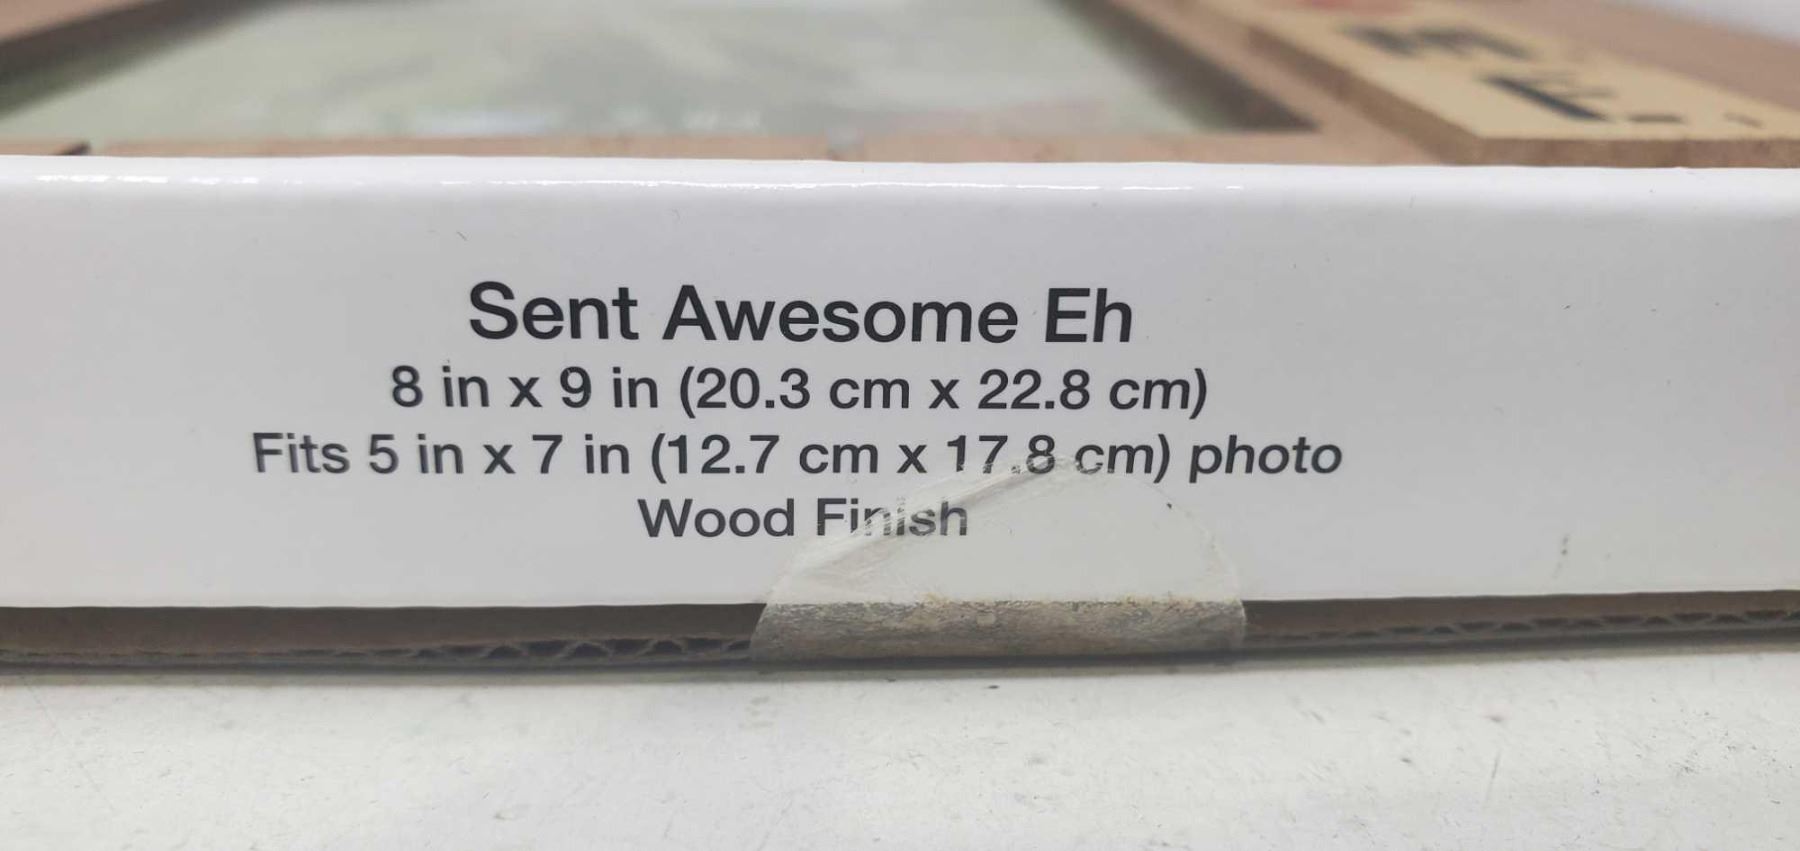 Sent Awesome Eh
8 in x 9 in (20.3 cm x 22.8 cm)
Fits 5 in x 7 in (12.7 cm x 17.8 cm) photo
Wood Finish